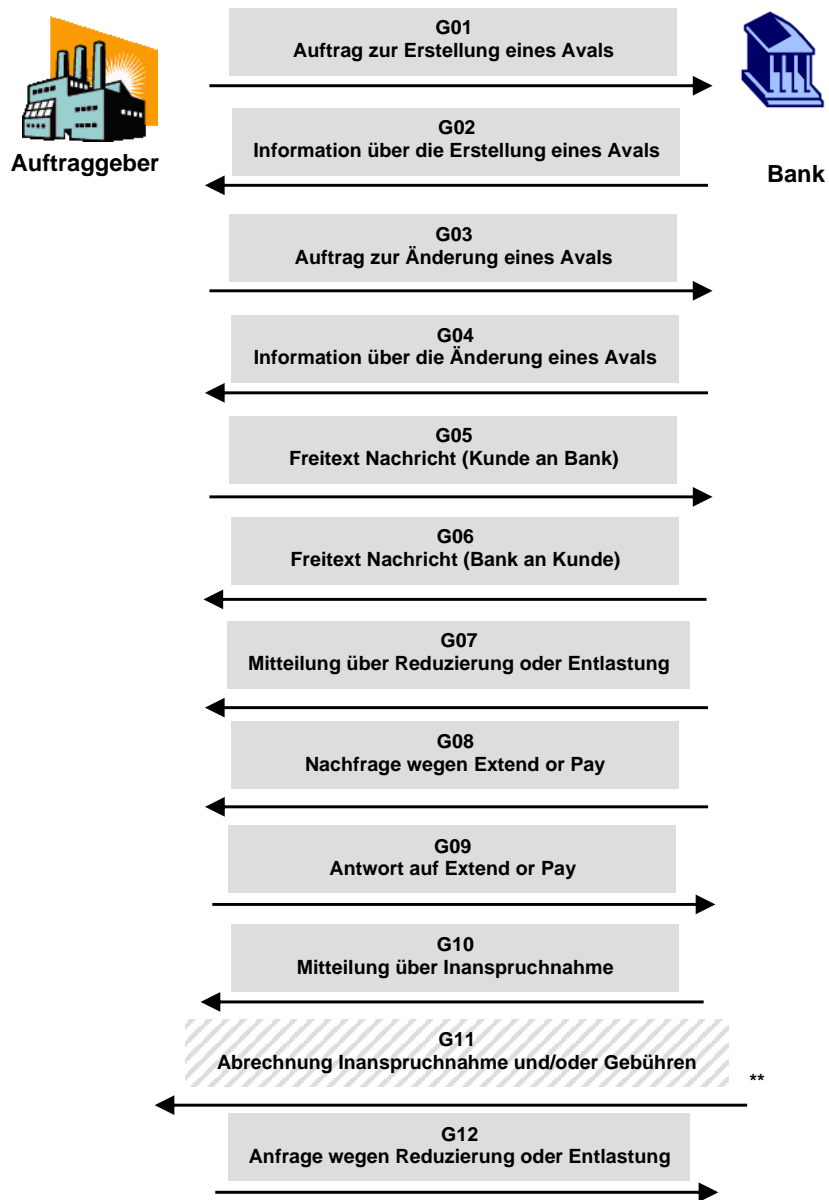 G01
Auftrag zur Erstellung eines Avals
G02
Information über die Erstellung eines Avals
Auftraggeber
Bank
G03
Auftrag zur Änderung eines Avals
G04
Information über die Änderung eines Avals
G05
Freitext Nachricht (Kunde an Bank)
G06
Freitext Nachricht (Bank an Kunde)
G07
Mitteilung über Reduzierung oder Entlastung
G08
Nachfrage wegen Extend or Pay
G09
Antwort auf Extend or Pay
G10
Mitteilung über Inanspruchnahme
G11
Abrechnung Inanspruchnahme und/oder Gebühren
**
G12
Anfrage wegen Reduzierung oder Entlastung